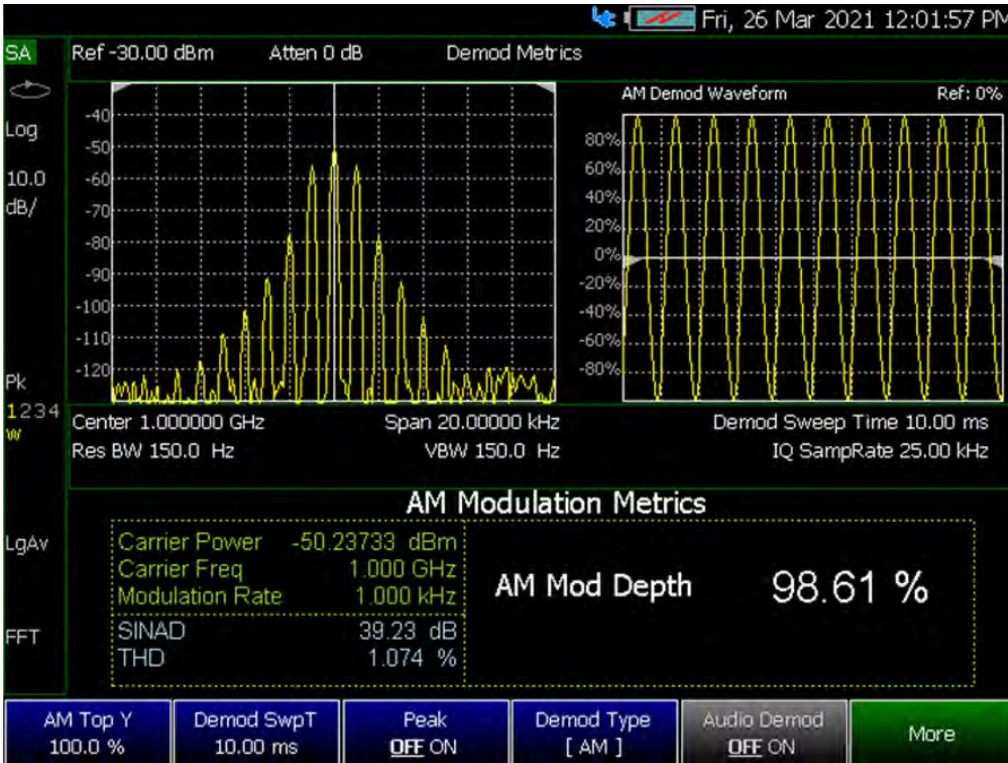 Fri, 26 Mar 2021 12:01:57 PM
SA
Ref -30.00 dBm Atten 0 dB Demod Metrics
AM Demod Waveform Ref: 0%
Log
10.0
dB/
-40
-50
-60
-70
-80
-90
-100
-110
-120
80%
60%
40%
20%
0%
-20%
-40%
-60%
-80%
Pk
1234
W
Center 1.000000 GHz Span 20.00000 kHz Demod Sweep Time 10.00 ms
Res BW 150.0 Hz VBW 150.0 Hz IQ SampRate 25.00 kHz
AM Modulation Metrics
LgAv
Carrier Power -50.23733 dBm
Carrier Freq 1.000 GHz
Modulation Rate 1.000 kHz
AM Mod Depth 98.61 %
FFT
SINAD 39.23 dB
THD 1.074 %
AM Top Y
100.0 %
Demod SwpT
10.00 ms
Peak
OFF ON
Demod Type
[ AM ]
Audio Demod
OFF ON
More